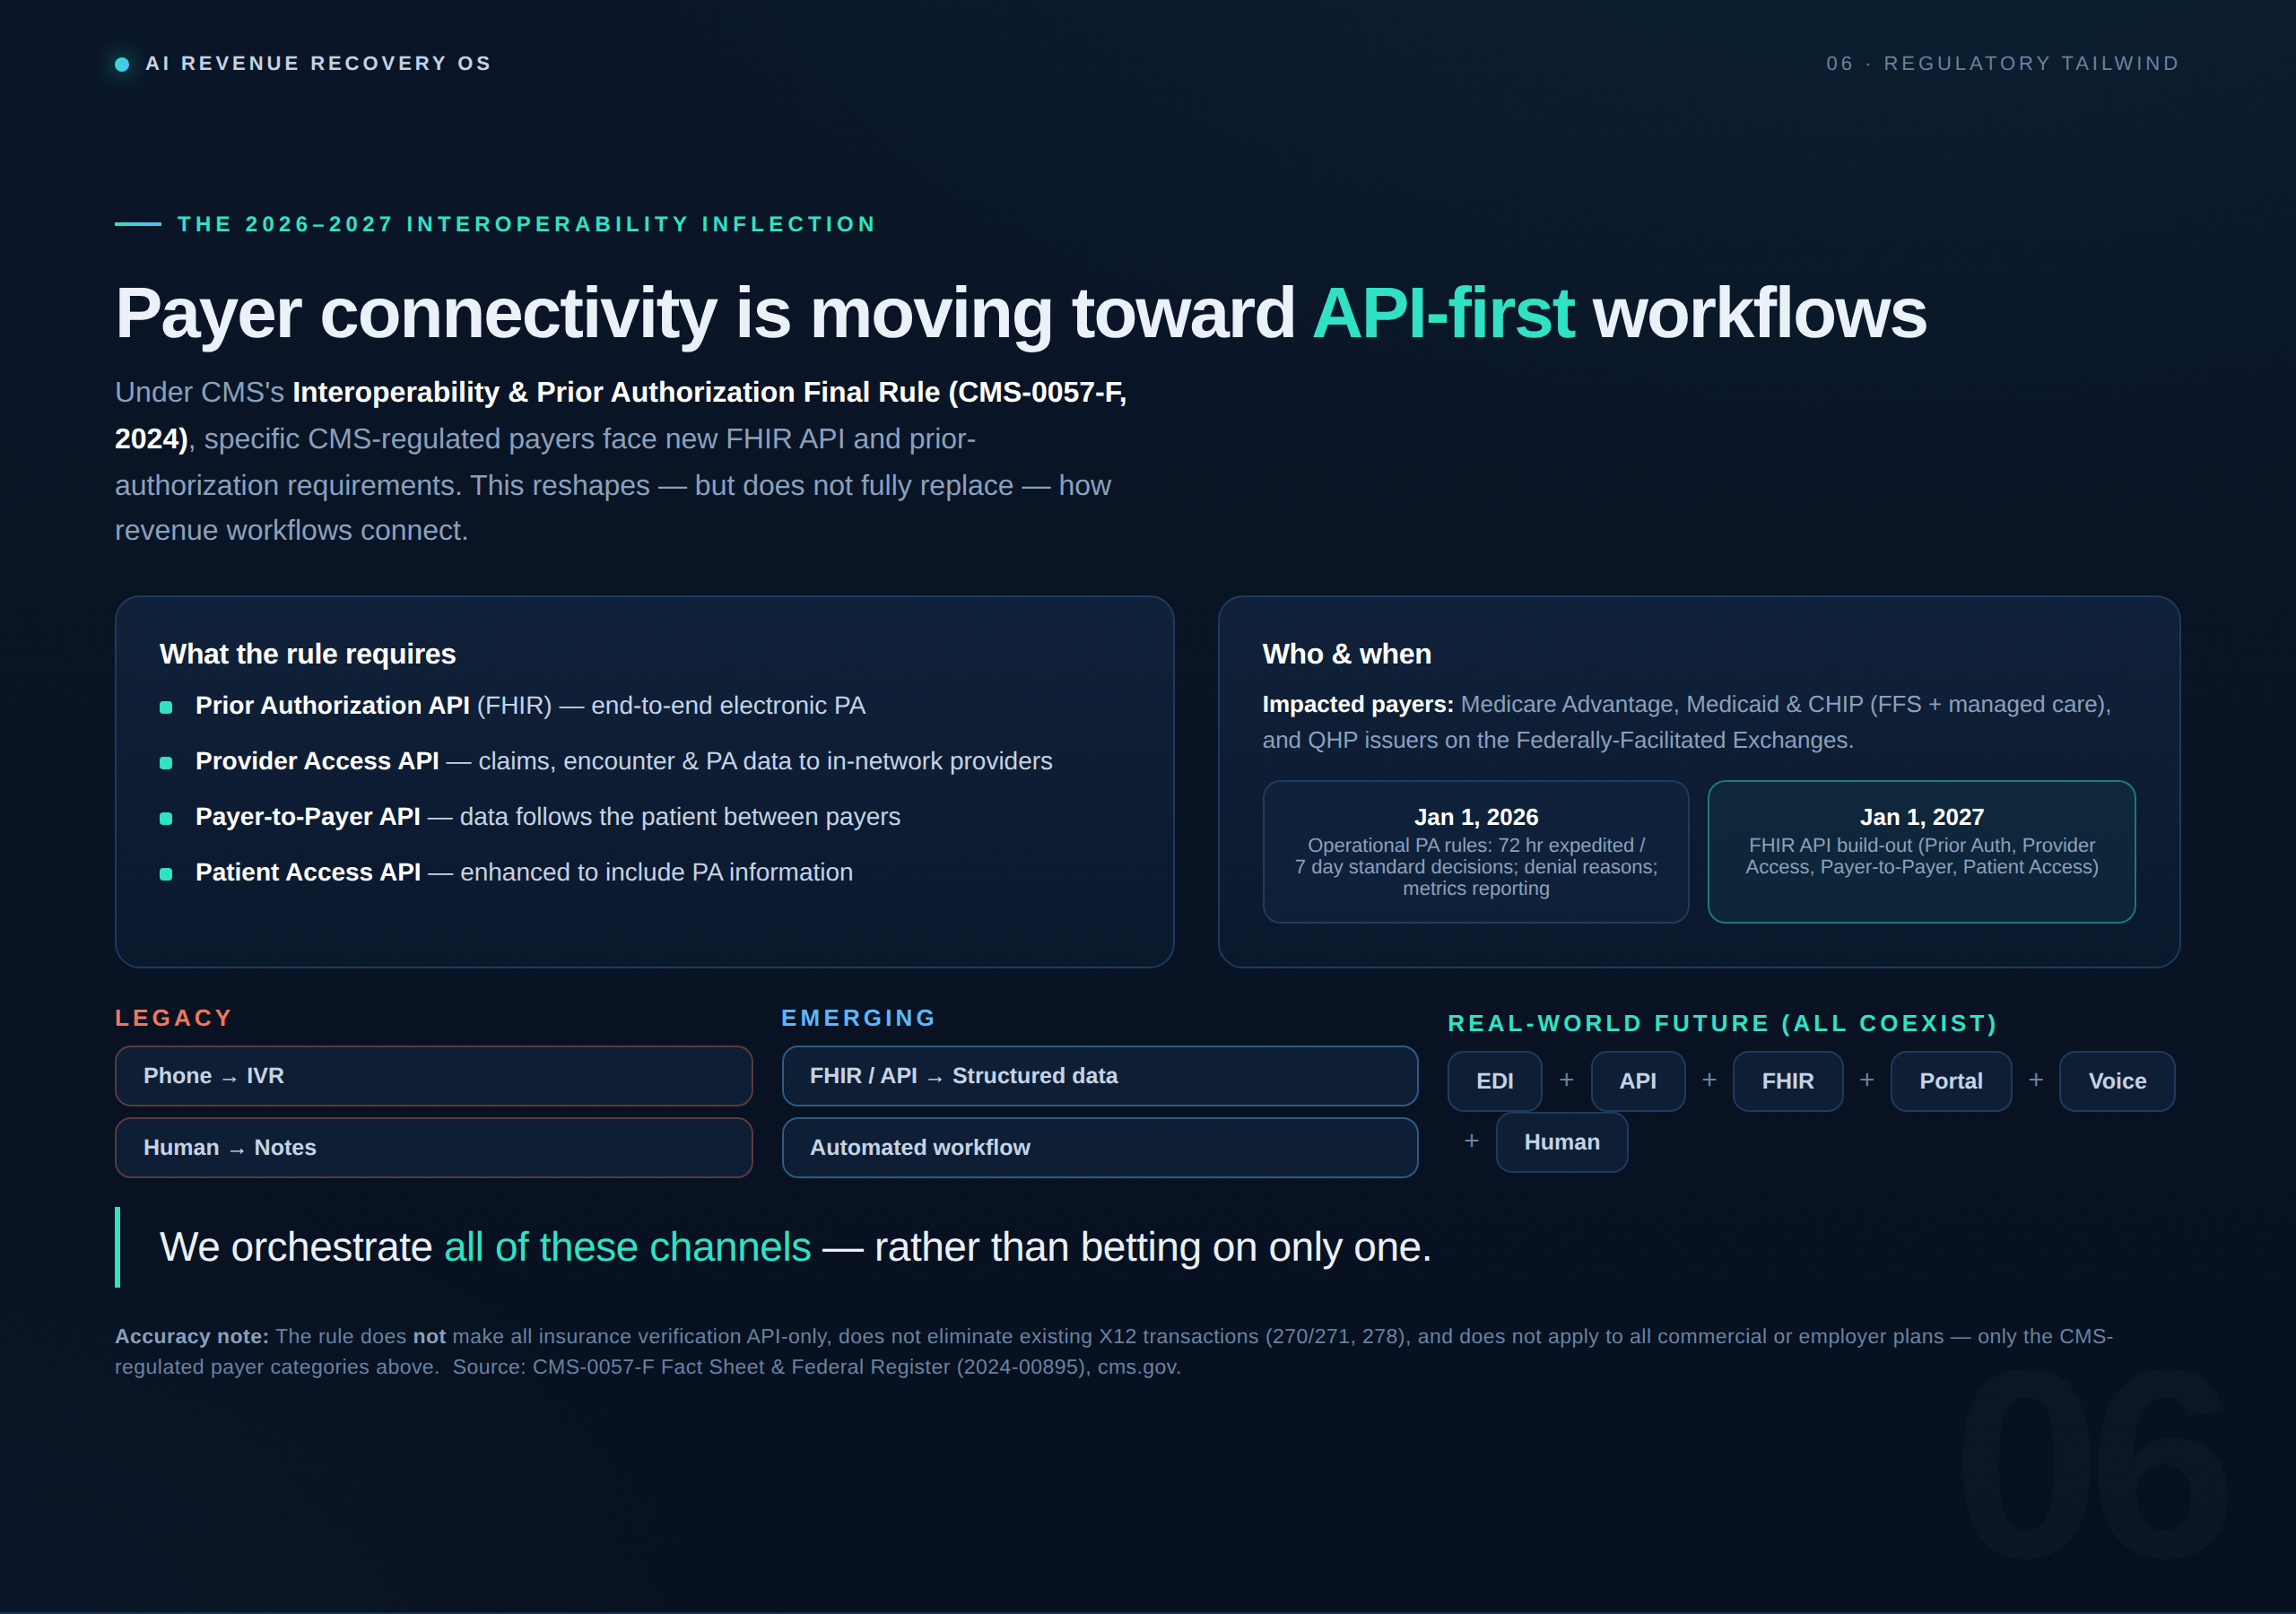 AI REVENUE RECOVERY OS
06 · REGULATORY TAILWIND
THE 2026–2027 INTEROPERABILITY INFLECTION
Payer connectivity is moving toward API-first workflows
Under CMS's Interoperability & Prior Authorization Final Rule (CMS-0057-F,
2024), specific CMS-regulated payers face new FHIR API and prior-
authorization requirements. This reshapes — but does not fully replace — how
revenue workflows connect.
What the rule requires
Prior Authorization API (FHIR) — end-to-end electronic PA
Provider Access API — claims, encounter & PA data to in-network providers
Payer-to-Payer API — data follows the patient between payers
Patient Access API — enhanced to include PA information
Who & when
Impacted payers: Medicare Advantage, Medicaid & CHIP (FFS + managed care),
and QHP issuers on the Federally-Facilitated Exchanges.
Jan 1, 2026
Operational PA rules: 72 hr expedited /
7 day standard decisions; denial reasons;
metrics reporting
Jan 1, 2027
FHIR API build-out (Prior Auth, Provider
Access, Payer-to-Payer, Patient Access)
LEGACY
Phone → IVR
Human → Notes
EMERGING
FHIR / API → Structured data
Automated workflow
REAL-WORLD FUTURE (ALL COEXIST)
EDI + API + FHIR + Portal + Voice
+ Human
We orchestrate all of these channels — rather than betting on only one.
Accuracy note: The rule does not make all insurance verification API-only, does not eliminate existing X12 transactions (270/271, 278), and does not apply to all commercial or employer plans — only the CMS-
regulated payer categories above. Source: CMS-0057-F Fact Sheet & Federal Register (2024-00895), cms.gov.
06